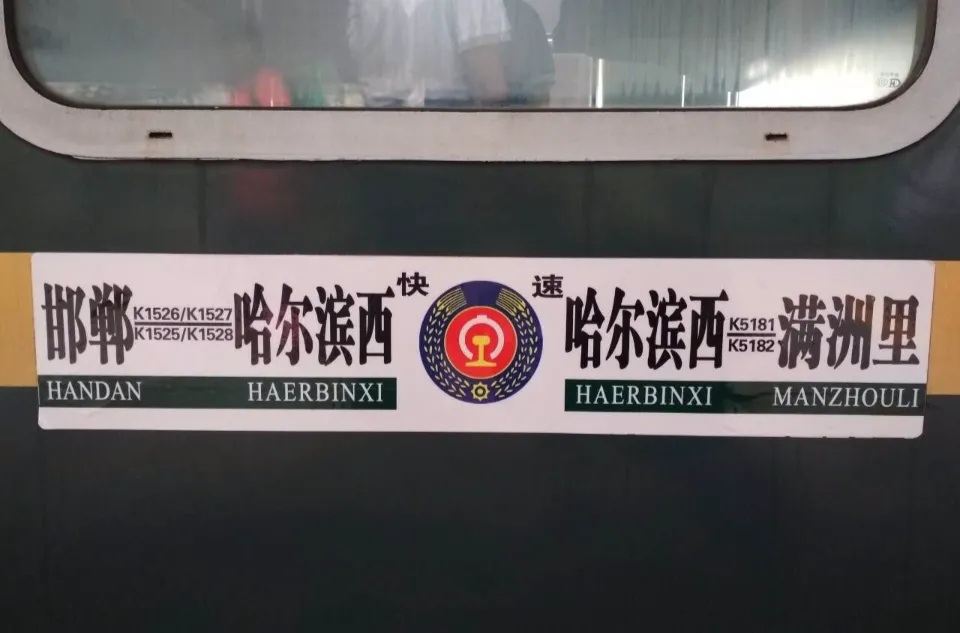 快 速
邯郸 K1526/K1527 哈尔滨西 哈尔滨西 K5181 满洲里
K1525/K1528 K5182
HANDAN HAERBINXI HAERBINXI MANZHOULI